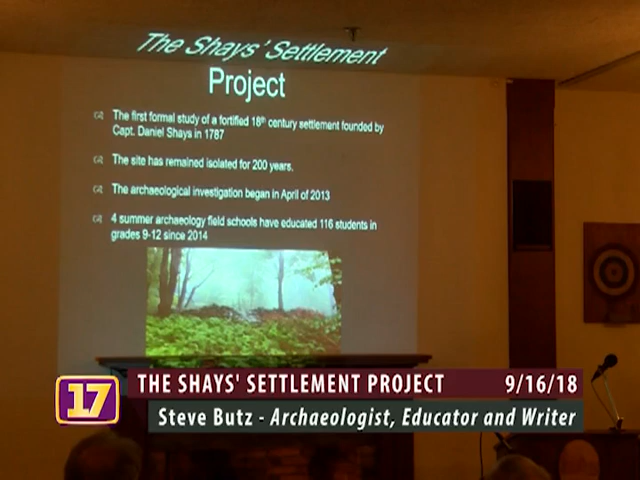 The Shays' Settlement
Project
The first formal study of a fortified 18th century settlement founded by
Capt. Daniel Shays in 1787
The site has remained isolated for 200 years.
The archaeological investigation began in April of 2013
4 summer archaeology field schools have educated 116 students in
grades 9-12 since 2014
17
THE SHAYS' SETTLEMENT PROJECT 9/16/18
Steve Butz - Archaeologist, Educator and Writer